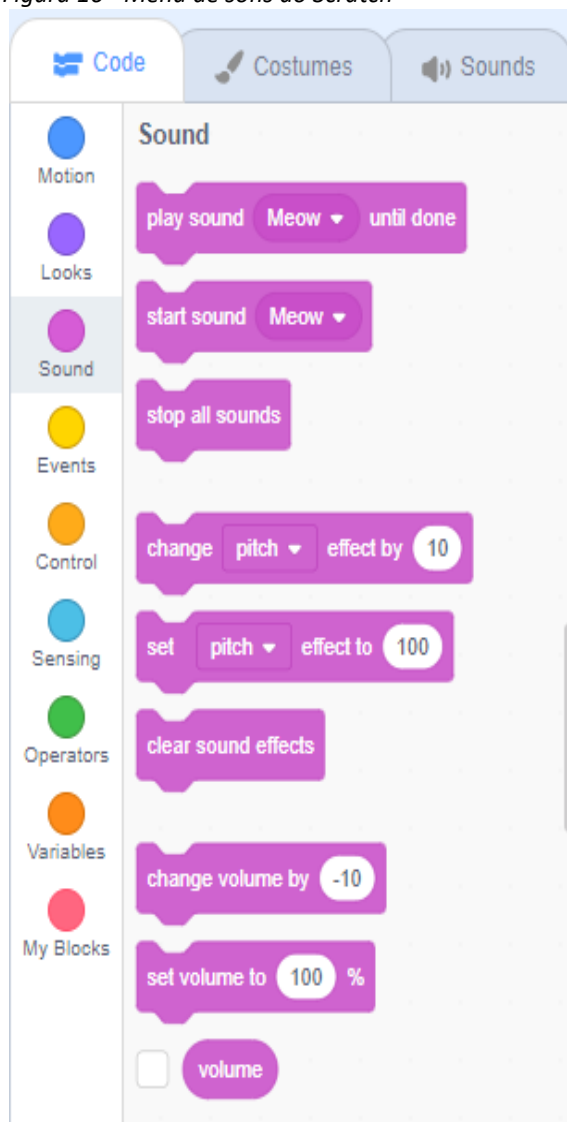 Code Costumes Sounds
Motion
Looks
Sound
Events
Control
Sensing
Operators
Variables
My Blocks
Sound
play sound Meow until done
start sound Meow
stop all sounds
change pitch effect by 10
set pitch effect to 100
clear sound effects
change volume by -10
set volume to 100 %
volume